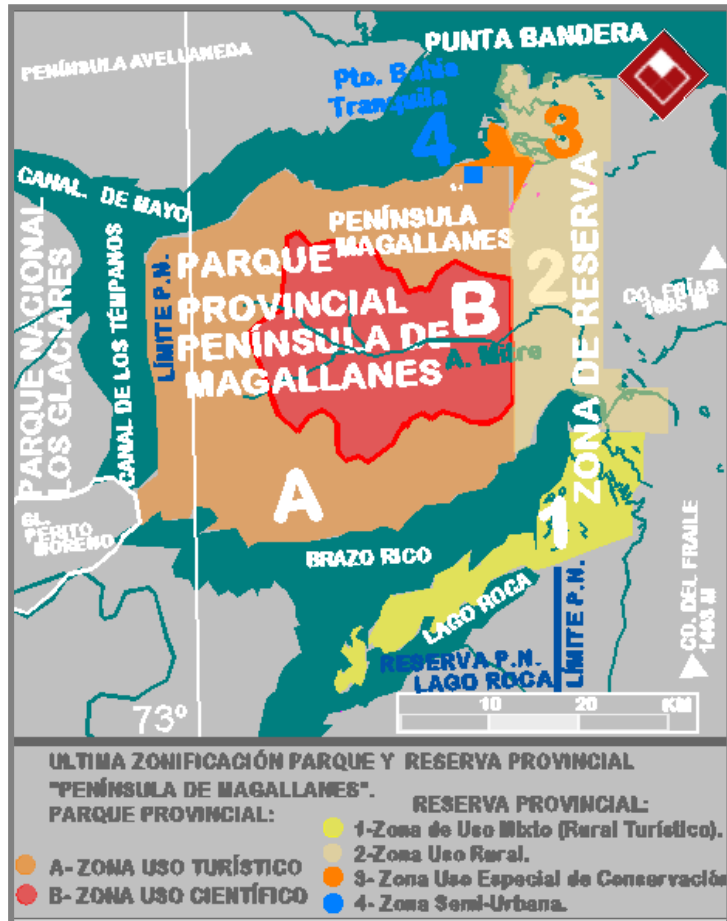 PUNTA BANDERA
PENÍNSULA AVELLANEDA
Pto. Bahía
Tranquila
4
3
CANAL. DE MAYO
PENÍNSULA
MAGALLANES
PARQUE NACIONAL
LOS GLACIARES
CANAL DE LOS TÉMPANOS
LÍMITE P.N.
PARQUE
PROVINCIAL
PENÍNSULA DE
MAGALLANES
B
2
ZONA DE RESERVA
CO. FRÍAS
A. Mitre
A
GL.
PERITO
MORENO
1
BRAZO RICO
LAGO ROCA
RESERVA P.N.
LAGO ROCA
LÍMITE P.N.
CO. DEL FRAILE
73º
10 20 KM
ULTIMA ZONIFICACIÓN PARQUE Y RESERVA PROVINCIAL
"PENÍNSULA DE MAGALLANES".
PARQUE PROVINCIAL:
A- ZONA USO TURÍSTICO
B- ZONA USO CIENTÍFICO
RESERVA PROVINCIAL:
1-Zona de Uso Mixto (Rural Turístico).
2-Zona Uso Rural.
3- Zona Uso Especial de Conservación
4- Zona Semi-Urbana.